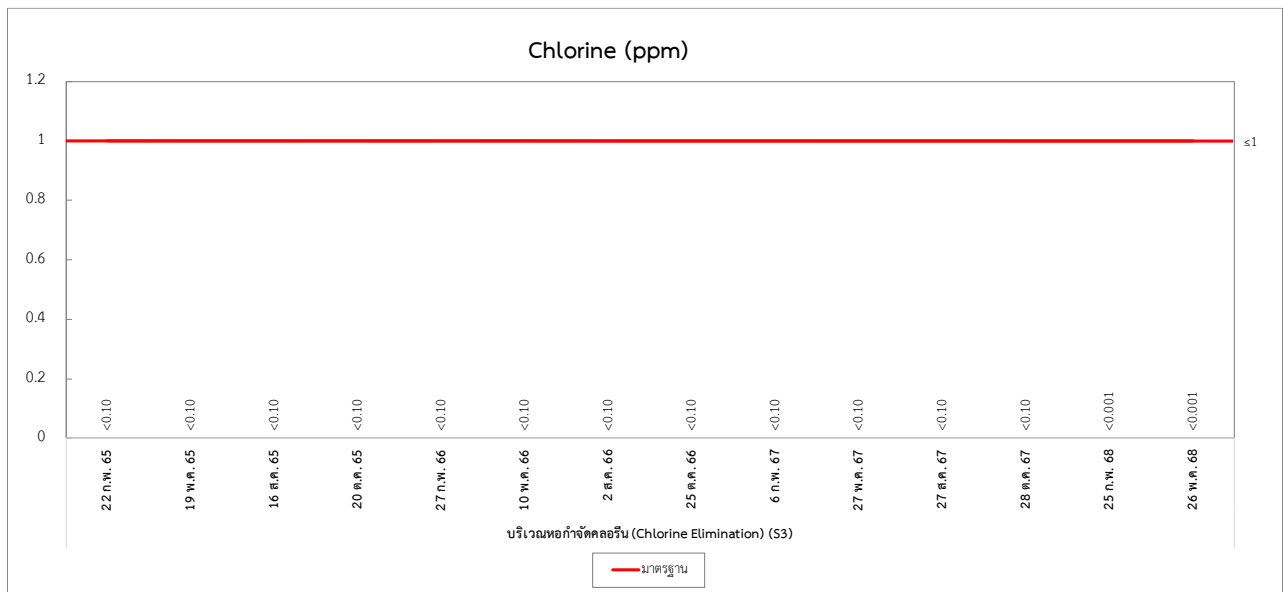 Chlorine (ppm)
1.2
1
0.8
0.6
0.4
0.2
0
≤1
<0.10 <0.10 <0.10 <0.10 <0.10 <0.10 <0.10 <0.10 <0.10 <0.10 <0.10 <0.10 <0.001 <0.001
22 ก.พ. 65 19 พ.ค. 65 16 ส.ค. 65 20 ต.ค. 65 27 ก.พ. 66 10 พ.ค. 66 2 ส.ค. 66 25 ต.ค. 66 6 ก.พ. 67 27 พ.ค. 67 27 ส.ค. 67 28 ต.ค. 67 25 ก.พ. 68 26 พ.ค. 68
บริเวณหอกำจัดคลอรีน (Chlorine Elimination) (S3)
มาตรฐาน